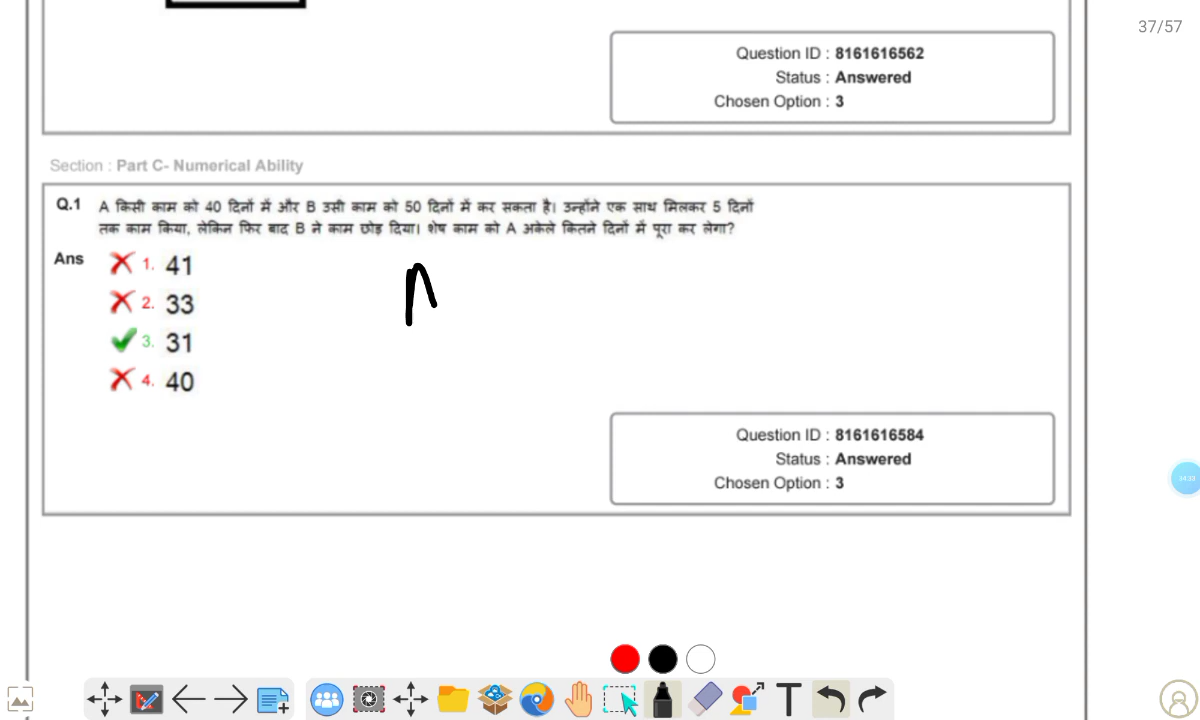 37/57
Question ID : 8161616562
Status : Answered
Chosen Option : 3
Section : Part C- Numerical Ability
Q.1 A किसी काम को 40 दिनों में और B उसी काम को 50 दिनों में कर सकता है। उन्होंने एक साथ मिलकर 5 दिनों
तक काम किया, लेकिन फिर बाद B ने काम छोड़ दिया। शेष काम को A अकेले कितने दिनों में पूरा कर लेगा?
Ans
1. 41
2. 33
3. 31
4. 40
Question ID : 8161616584
Status : Answered
Chosen Option : 3
T